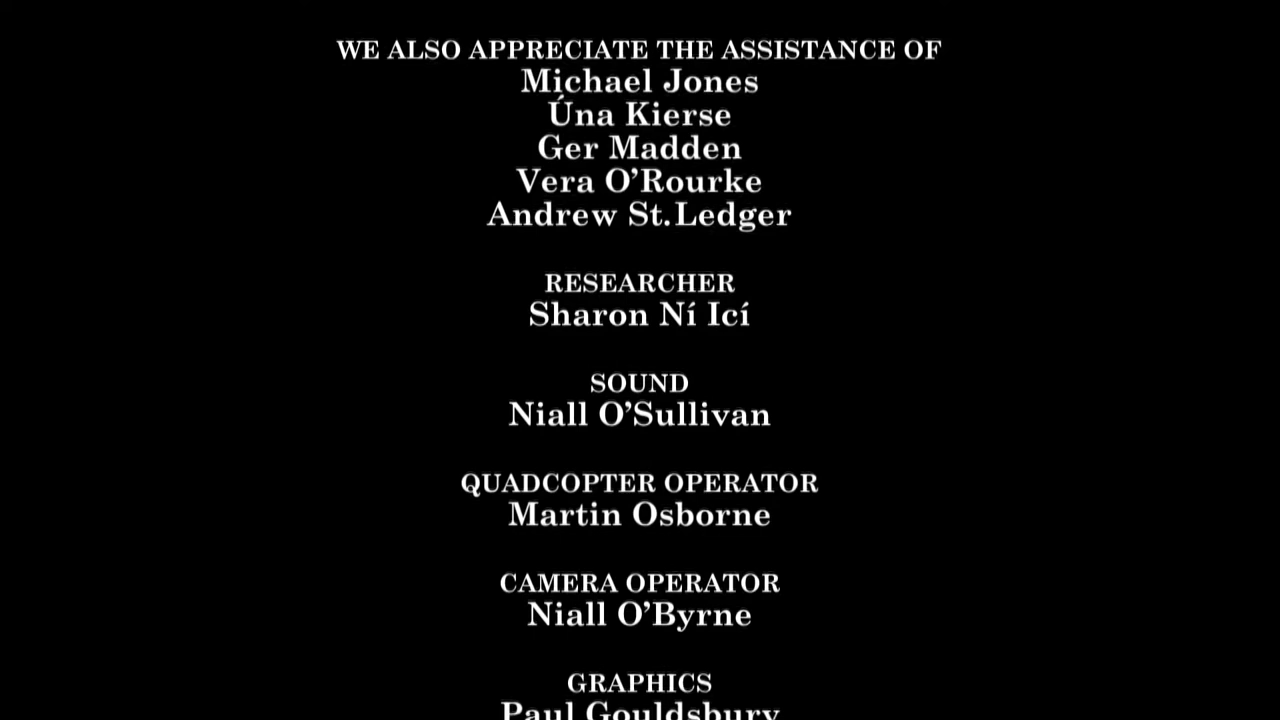 WE ALSO APPRECIATE THE ASSISTANCE OF
Michael Jones
Úna Kierse
Ger Madden
Vera O’Rourke
Andrew St.Ledger
RESEARCHER
Sharon Ní Icí
SOUND
Niall O’Sullivan
QUADCOPTER OPERATOR
Martin Osborne
CAMERA OPERATOR
Niall O’Byrne
GRAPHICS
Paul Gouldsbury